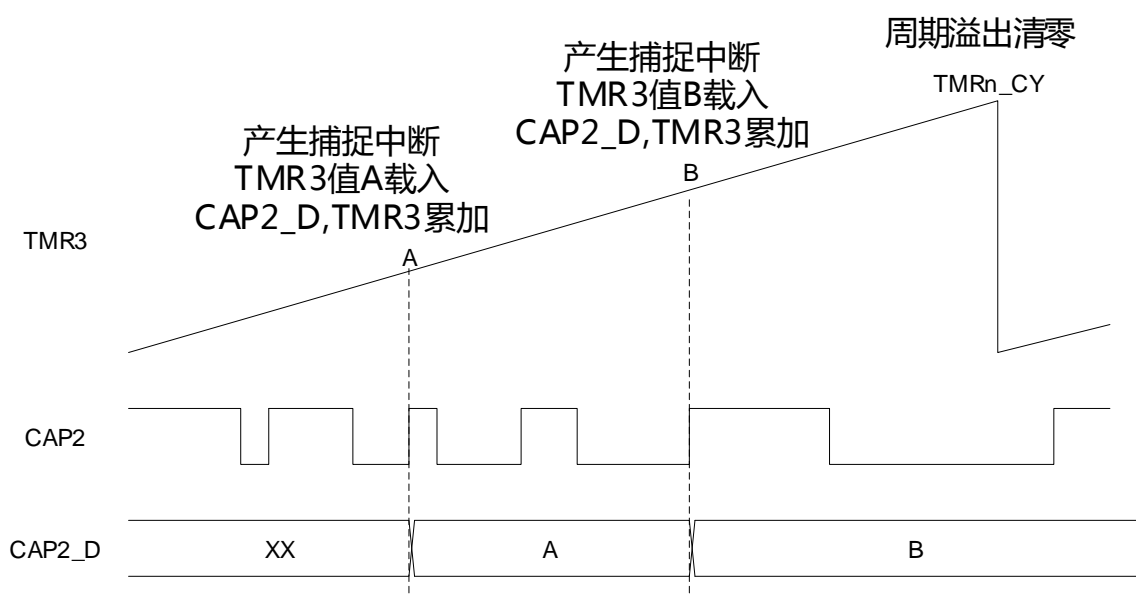 周期溢出清零
TMRn_CY
产生捕捉中断
TMR3值B载入
CAP2_D,TMR3累加
B
产生捕捉中断
TMR3值A载入
CAP2_D,TMR3累加
A
TMR3
CAP2
CAP2_D
XX
A
B